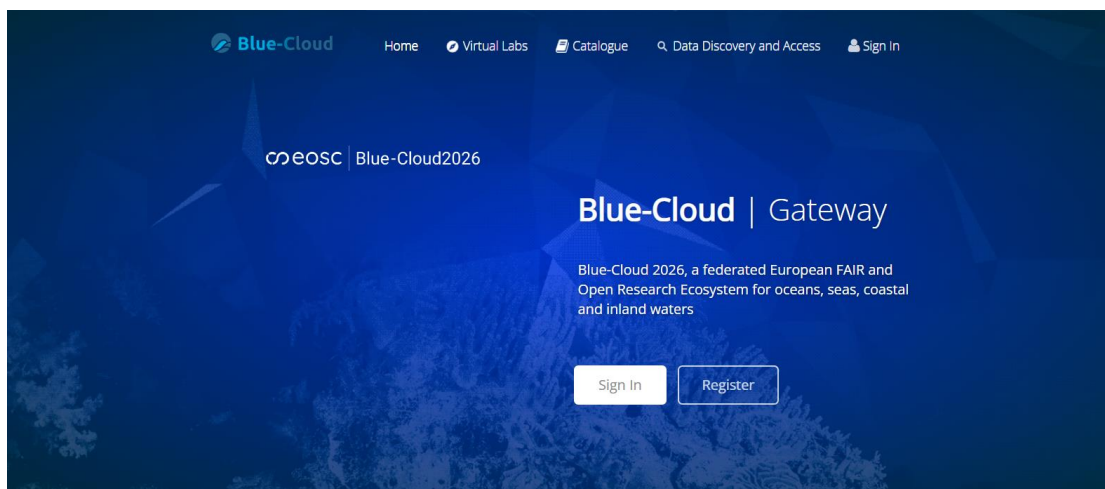 Blue-Cloud Home Virtual Labs Catalogue Data Discovery and Access Sign In
eosc Blue-Cloud2026
Blue-Cloud | Gateway
Blue-Cloud 2026, a federated European FAIR and
Open Research Ecosystem for oceans, seas, coastal
and inland waters
Sign In Register